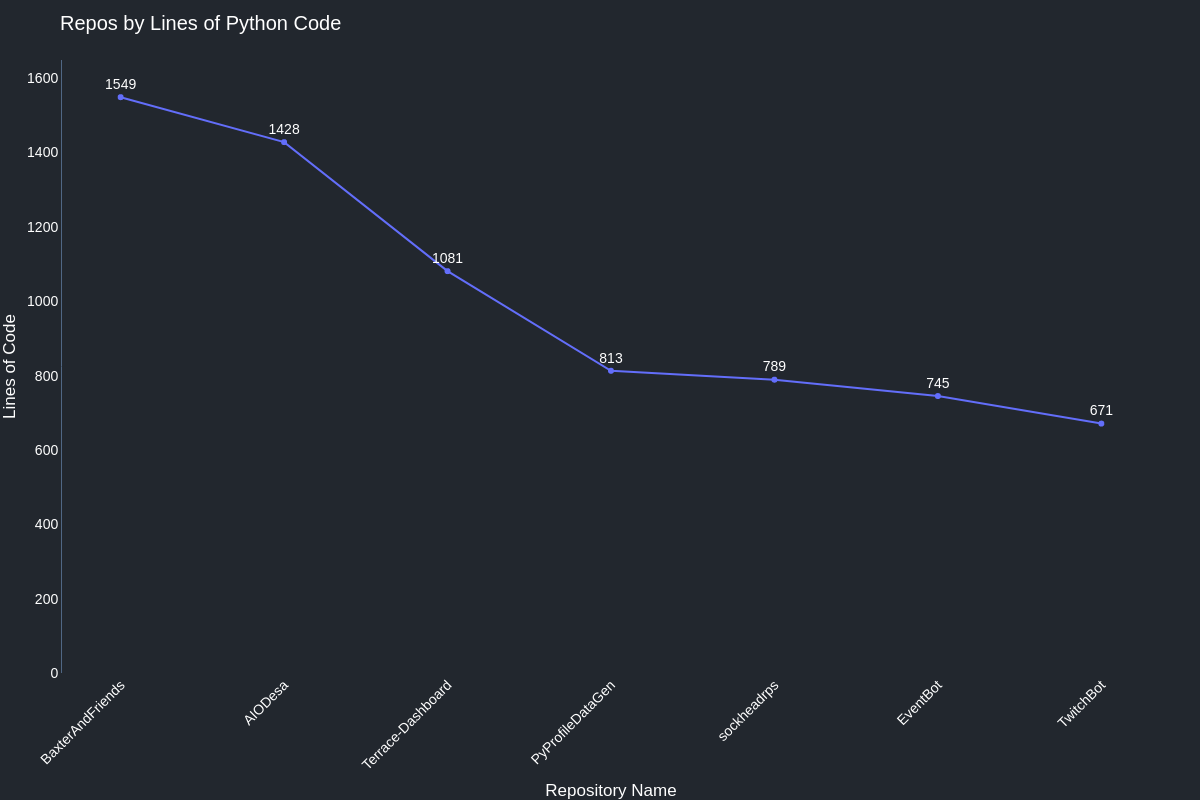 Repos by Lines of Python Code
1600
1400
1200
1000
800
600
400
200
0
Lines of Code
1549
1428
1081
813
789
745
671
BaxterAndFriends
AIODesa
Terrace-Dashboard
PyProfileDataGen
sockheadrps
EventBot
TwitchBot
Repository Name